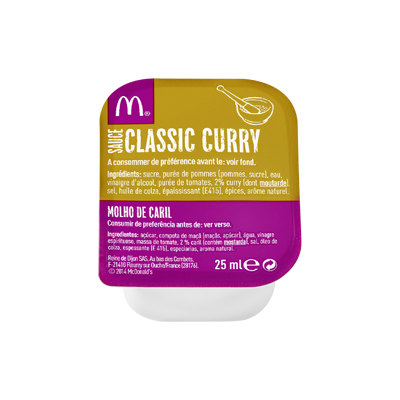 M®
SAUCE
CLASSIC CURRY
A consommer de préférence avant le: voir fond.
Ingrédients: sucre, purée de pommes (pommes, sucre), eau,
vinaigre d'alcool, purée de tomates, 2% curry (dont moutarde),
sel, huile de colza, épaississant (E415), épices, arôme naturel.
MOLHO DE CARIL
Consumir de preferência antes de: ver verso.
Ingredientes: açúcar, compota de maçã (maçãs, açúcar), água, vinagre
espirituoso, massa de tomate, 2 % caril (contém mostarda), sal, óleo de
colza, espessante (E 415), especiarias, aroma natural.
Reine de Dijon SAS, Au bas des Combets,
F-21410 Fleurey sur Ouche/France (28176).
© 2014 McDonald's
25 ml e